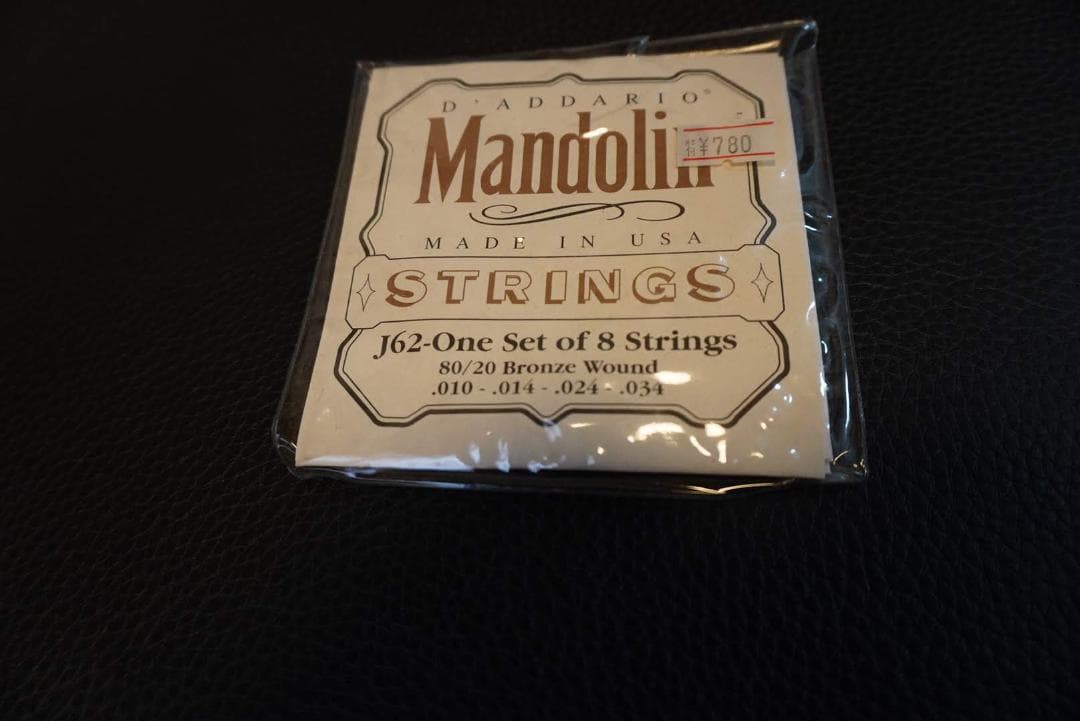 D'ADDARIO®
Mandolin
¥780
MADE IN USA
STRINGS
J62-One Set of 8 Strings
80/20 Bronze Wound
.010 - .014 - .024 - .034